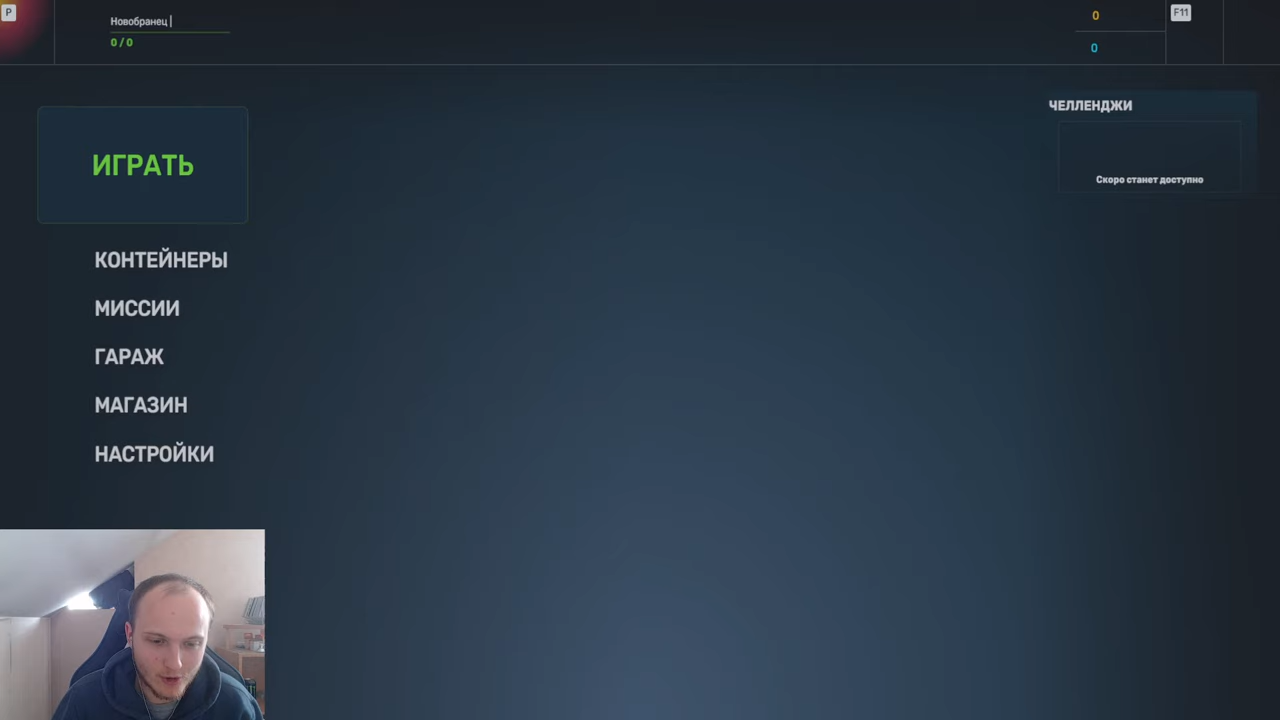 P
Новобранец |
0 / 0
0
0
F11
ИГРАТЬ
КОНТЕЙНЕРЫ
МИССИИ
ГАРАЖ
МАГАЗИН
НАСТРОЙКИ
ЧЕЛЛЕНДЖИ
Скоро станет доступно